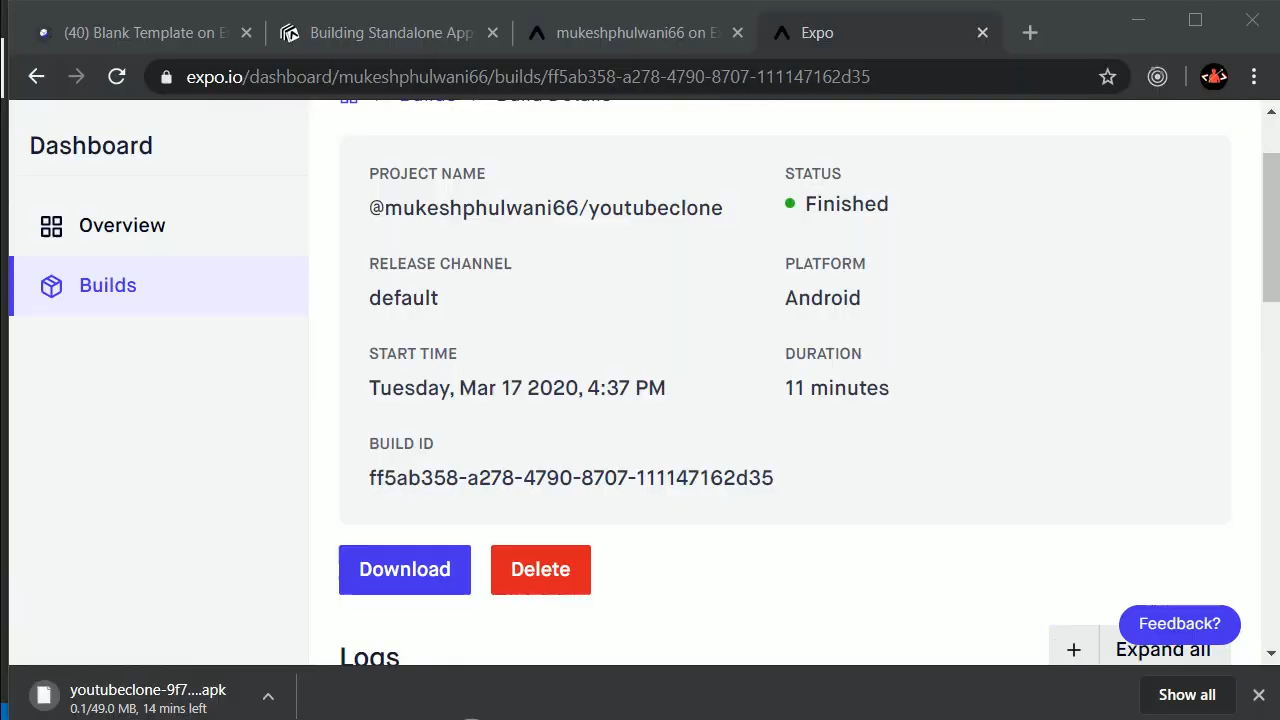 (40) Blank Template on E
Building Standalone App
mukeshphulwani66 on E
Expo
expo.io/dashboard/mukeshphulwani66/builds/ff5ab358-a278-4790-8707-111147162d35
Builds
Build Details
Dashboard
Overview
Builds
PROJECT NAME
@mukeshphulwani66/youtubeclone
STATUS
Finished
RELEASE CHANNEL
default
PLATFORM
Android
START TIME
Tuesday, Mar 17 2020, 4:37 PM
DURATION
11 minutes
BUILD ID
ff5ab358-a278-4790-8707-111147162d35
Download
Delete
Feedback?
Logs
+
Expand all
youtubeclone-9f7....apk
0.1/49.0 MB, 14 mins left
Show all